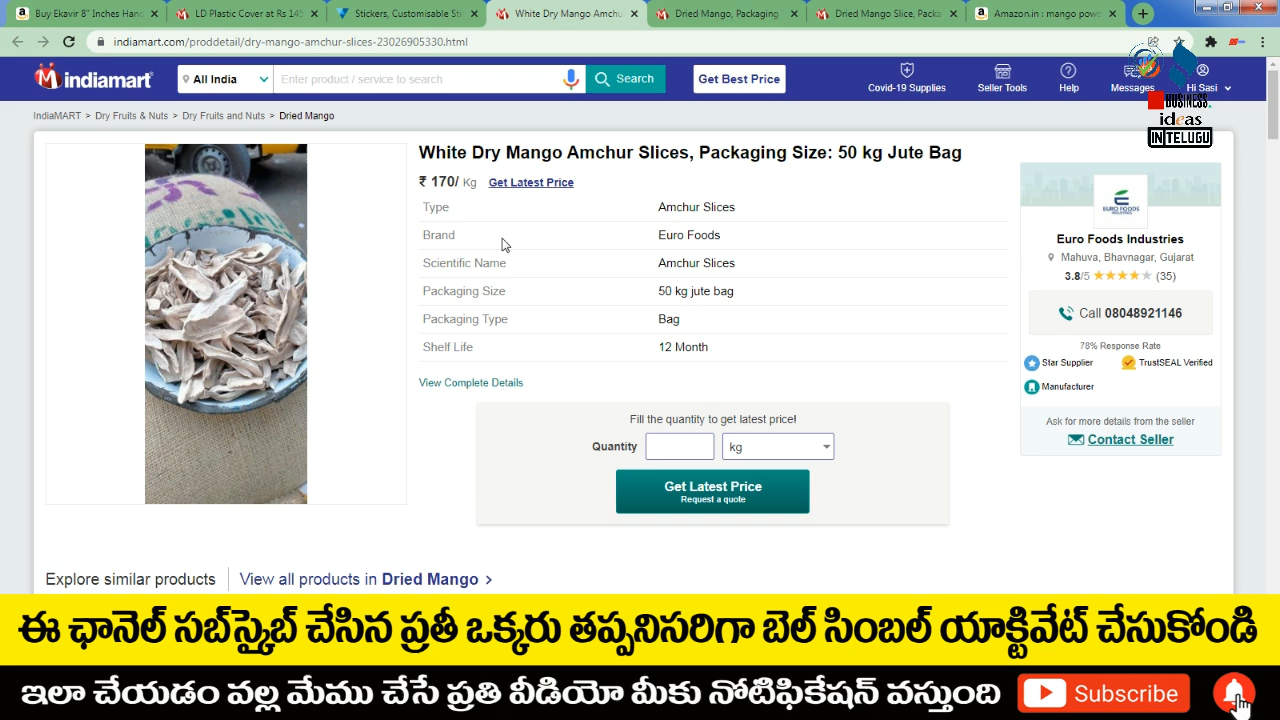 Buy Ekavir 8" Inches Hand
LD Plastic Cover at Rs 145
Stickers, Customisable Sti
White Dry Mango Amchu
Dried Mango, Packaging
Dried Mango Slice, Packa
Amazon.in : mango powd
indiamart.com/proddetail/dry-mango-amchur-slices-23026905330.html
indiamart
All India
Enter product / service to search
Search
Get Best Price
Covid-19 Supplies
Seller Tools
Help
Messages
Hi Sasi
BUSINESS
ideas
IN TELUGU
IndiaMART > Dry Fruits & Nuts > Dry Fruits and Nuts > Dried Mango
White Dry Mango Amchur Slices, Packaging Size: 50 kg Jute Bag
₹ 170/ Kg Get Latest Price
Type Amchur Slices
Brand Euro Foods
Scientific Name Amchur Slices
Packaging Size 50 kg jute bag
Packaging Type Bag
Shelf Life 12 Month
View Complete Details
Fill the quantity to get latest price!
Quantity kg
Get Latest Price
Request a quote
EURO FOODS
INDUSTRIES
Euro Foods Industries
Mahuva, Bhavnagar, Gujarat
3.8/5 ★★★★★ (35)
Call 08048921146
78% Response Rate
Star Supplier TrustSEAL Verified
Manufacturer
Ask for more details from the seller
Contact Seller
Explore similar products View all products in Dried Mango >
ఈ ఛానెల్ సబ్‌స్క్రైబ్ చేసిన ప్రతీ ఒక్కరు తప్పనిసరిగా బెల్ సింబల్ యాక్టివేట్ చేసుకోండి
ఇలా చేయడం వల్ల మేము చేసే ప్రతి వీడియో మీకు నోటిఫికేషన్ వస్తుంది Subscribe